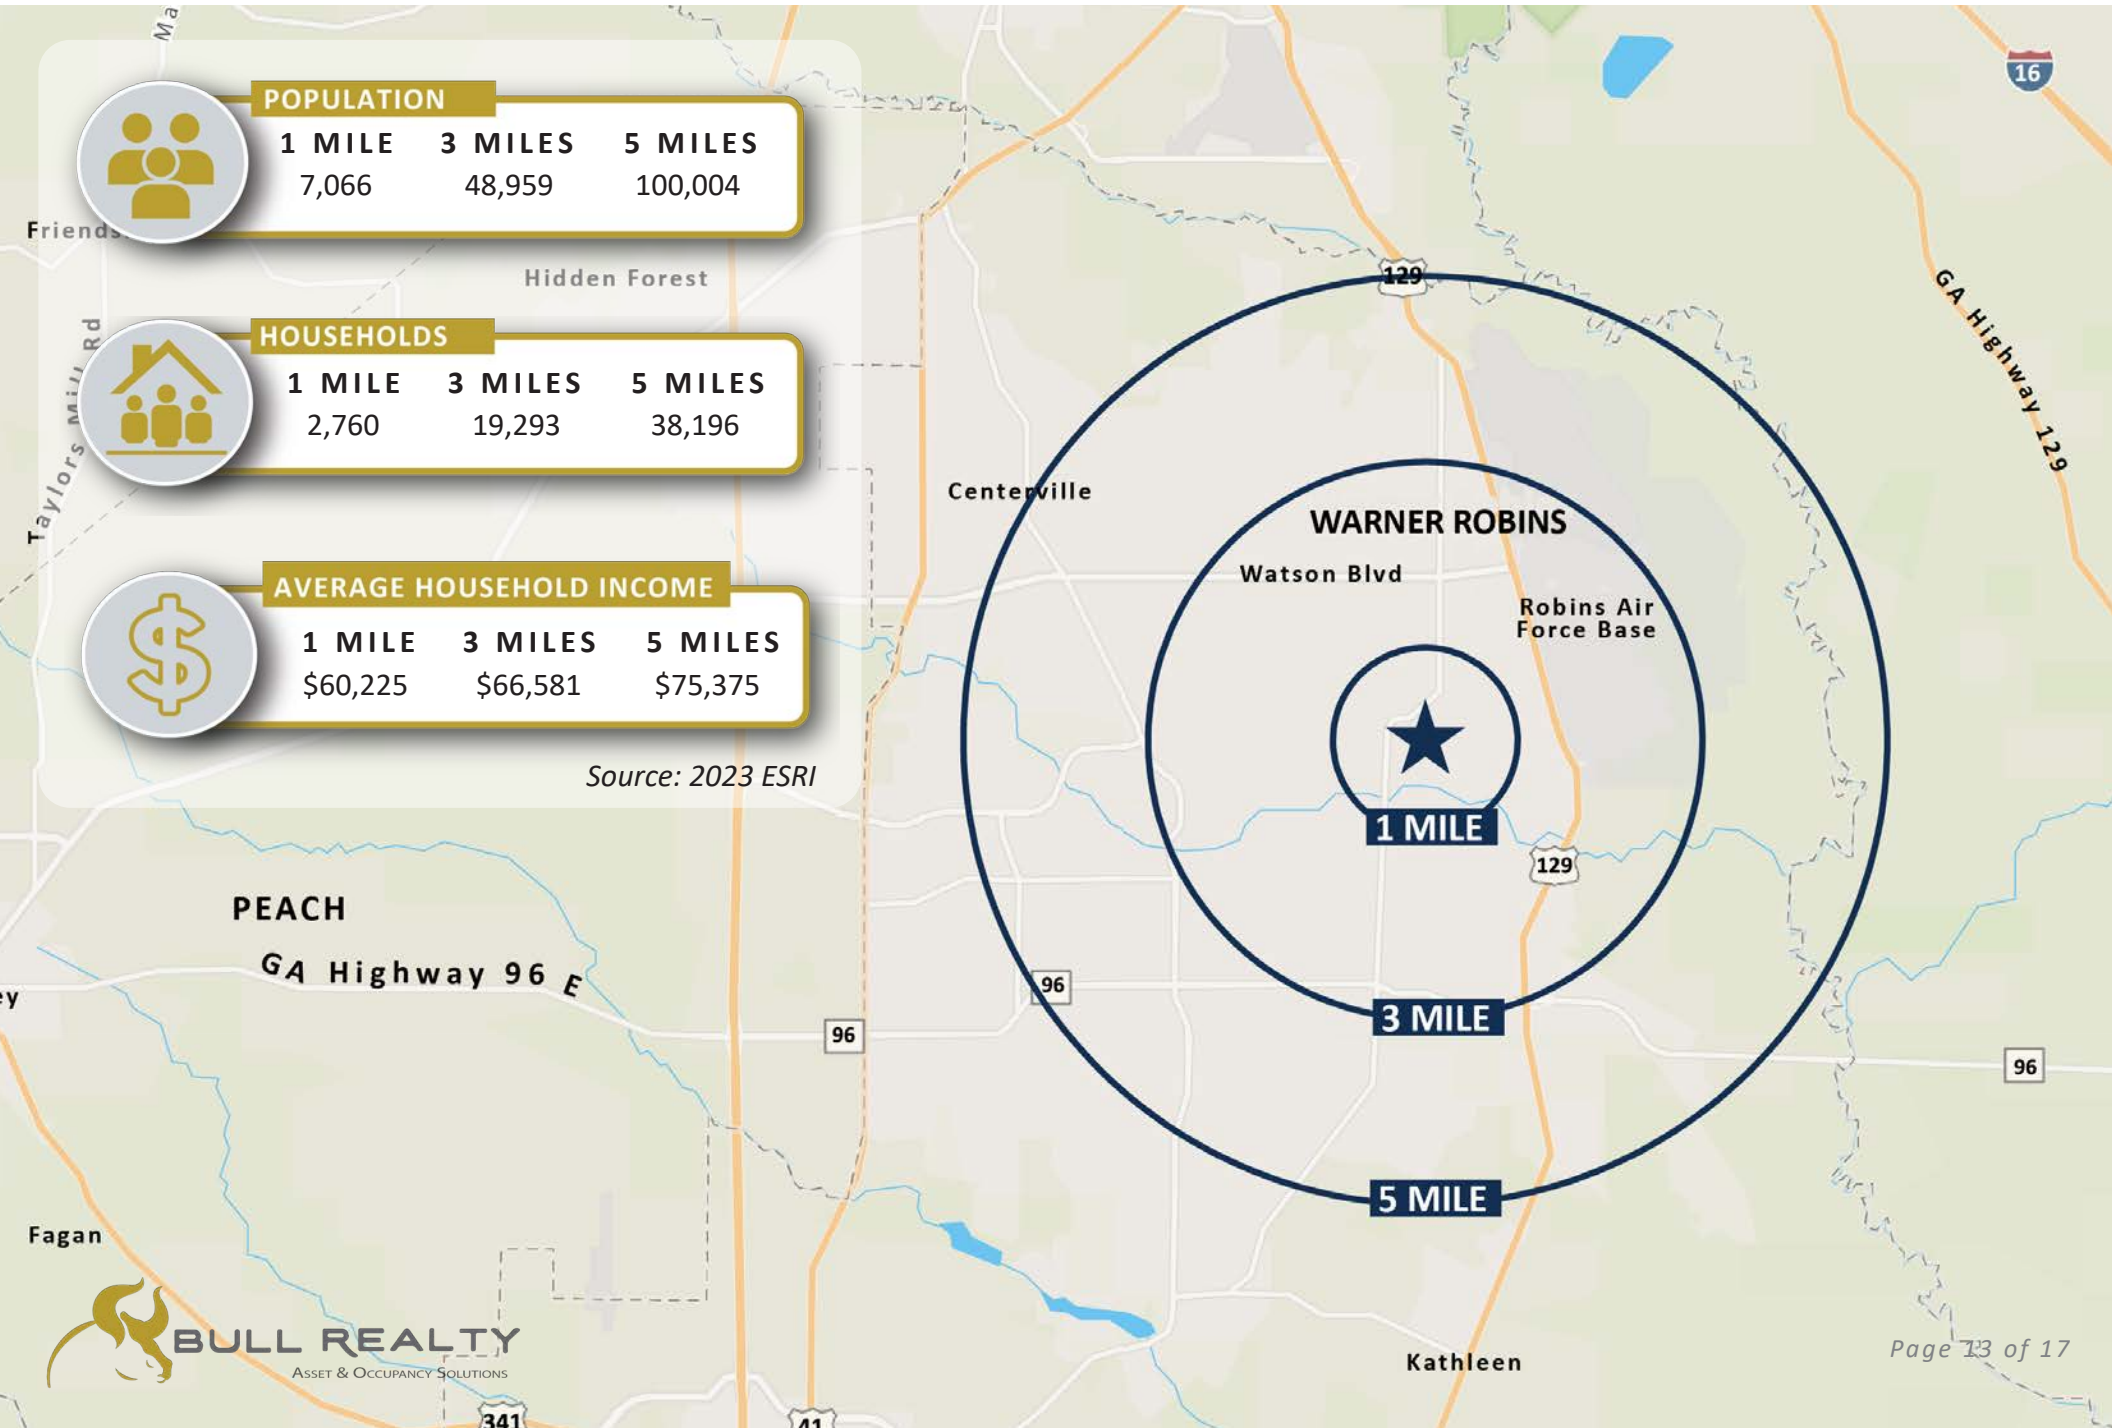 POPULATION
1 MILE 3 MILES 5 MILES
7,066 48,959 100,004
HOUSEHOLDS
1 MILE 3 MILES 5 MILES
2,760 19,293 38,196
AVERAGE HOUSEHOLD INCOME
1 MILE 3 MILES 5 MILES
$60,225 $66,581 $75,375
Source: 2023 ESRI
Ma
16
Hidden Forest
129
GA Highway 129
Taylors Mill Rd
Centerville
WARNER ROBINS
Watson Blvd
Robins Air
Force Base
1 MILE
129
PEACH
GA Highway 96 E
ey
96
96
3 MILE
96
5 MILE
Fagan
BULL REALTY
ASSET & OCCUPANCY SOLUTIONS
Kathleen
Page 13 of 17
341
41